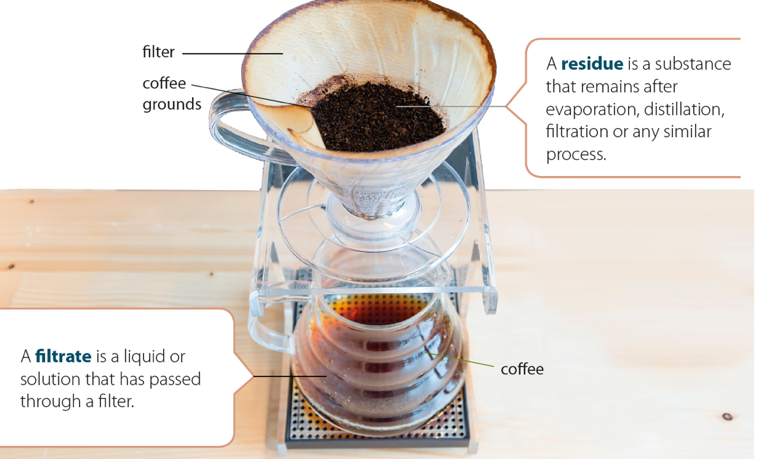 filter
coffee
grounds
A residue is a substance
that remains after
evaporation, distillation,
filtration or any similar
process.
A filtrate is a liquid or
solution that has passed
through a filter.
coffee